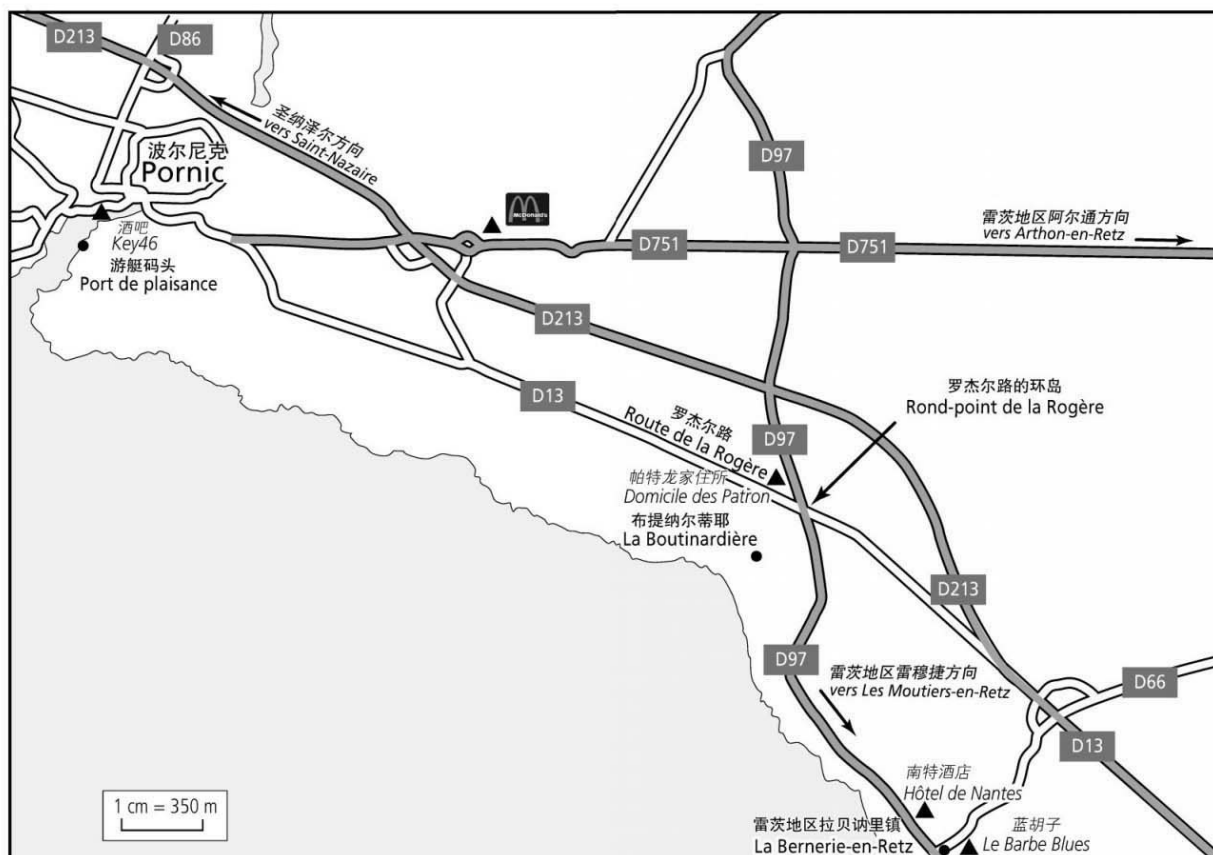 D213
D86
圣纳泽尔方向
vers Saint-Nazaire
波尔尼克
Pornic
McDonald's
D97
雷茨地区阿尔通方向
vers Arthon-en-Retz
酒吧
Key46
游艇码头
Port de plaisance
D751
D751
D213
D13
罗杰尔路的环岛
Rond-point de la Rogère
罗杰尔路
Route de la Rogère
D97
帕特龙家住所
Domicile des Patron
布提纳尔蒂耶
La Boutinardière
D213
D97
雷茨地区雷穆捷方向
vers Les Moutiers-en-Retz
D66
D13
南特酒店
Hôtel de Nantes
1 cm = 350 m
雷茨地区拉贝讷里镇
La Bernerie-en-Retz
蓝胡子
Le Barbe Blues